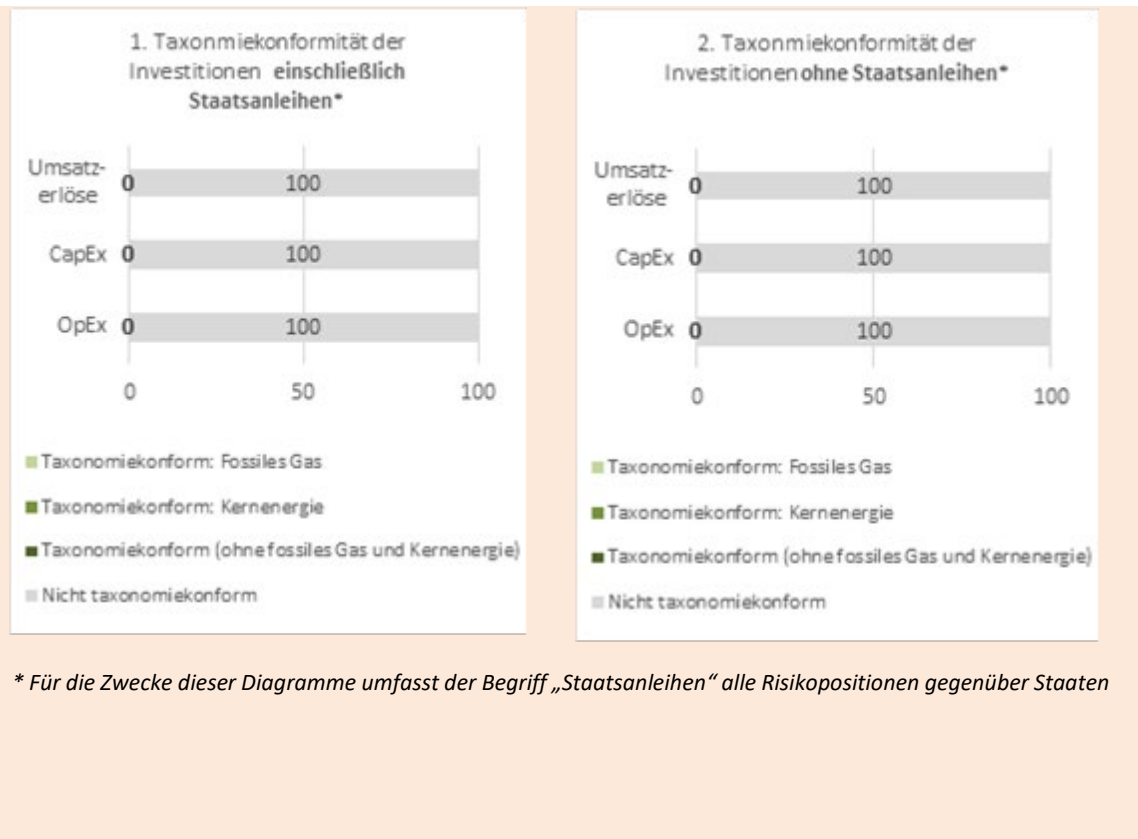 1. Taxonmiekonformität der
Investitionen einschließlich
Staatsanleihen*
Umsatz-
erlöse
0
100
CapEx
0
100
OpEx
0
100
0
50
100
Taxonomiekonform: Fossiles Gas
Taxonomiekonform: Kernenergie
Taxonomiekonform (ohne fossiles Gas und Kernenergie)
Nicht taxonomiekonform
2. Taxonmiekonformität der
Investitionen ohne Staatsanleihen*
Umsatz-
erlöse
0
100
CapEx
0
100
OpEx
0
100
0
50
100
Taxonomiekonform: Fossiles Gas
Taxonomiekonform: Kernenergie
Taxonomiekonform (ohne fossiles Gas und Kernenergie)
Nicht taxonomiekonform
* Für die Zwecke dieser Diagramme umfasst der Begriff „Staatsanleihen“ alle Risikopositionen gegenüber Staaten